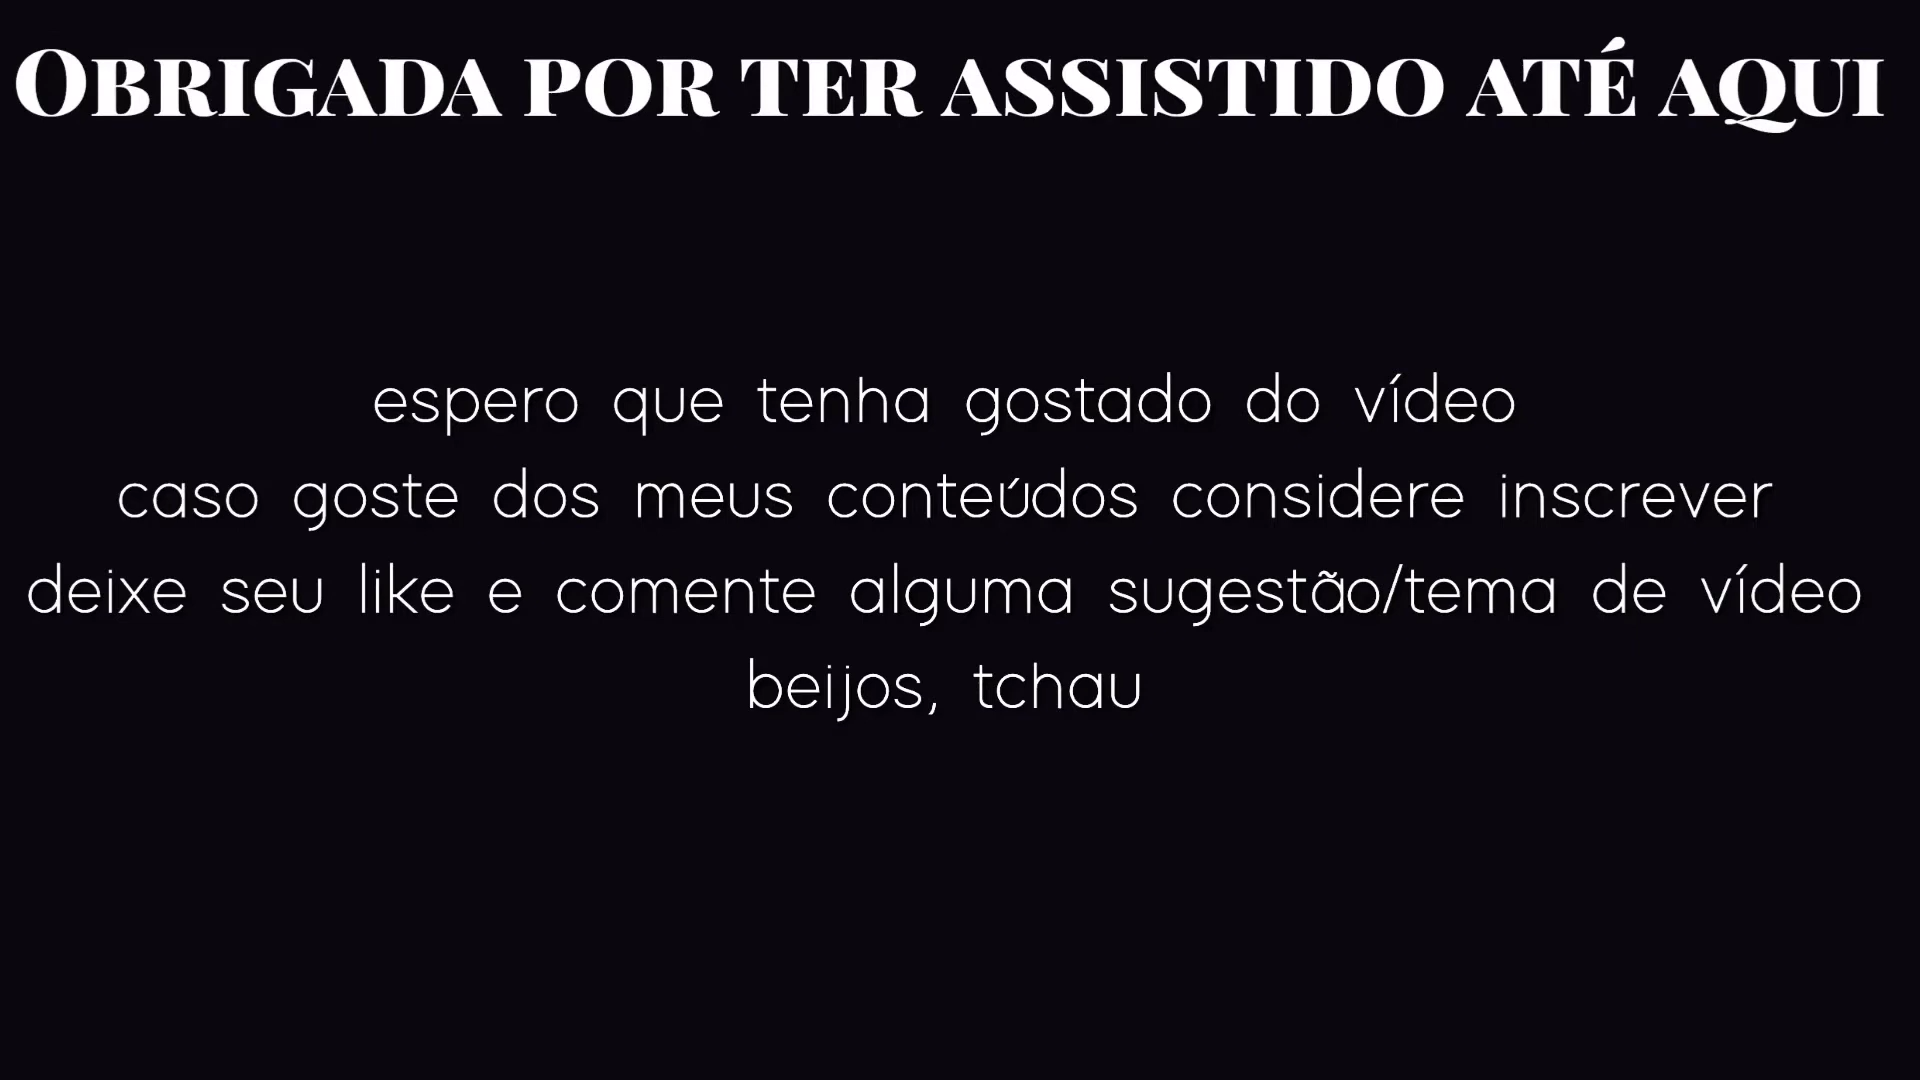 Obrigada por ter assistido até aqui
espero que tenha gostado do vídeo
caso goste dos meus conteúdos considere inscrever
deixe seu like e comente alguma sugestão/tema de vídeo
beijos, tchau